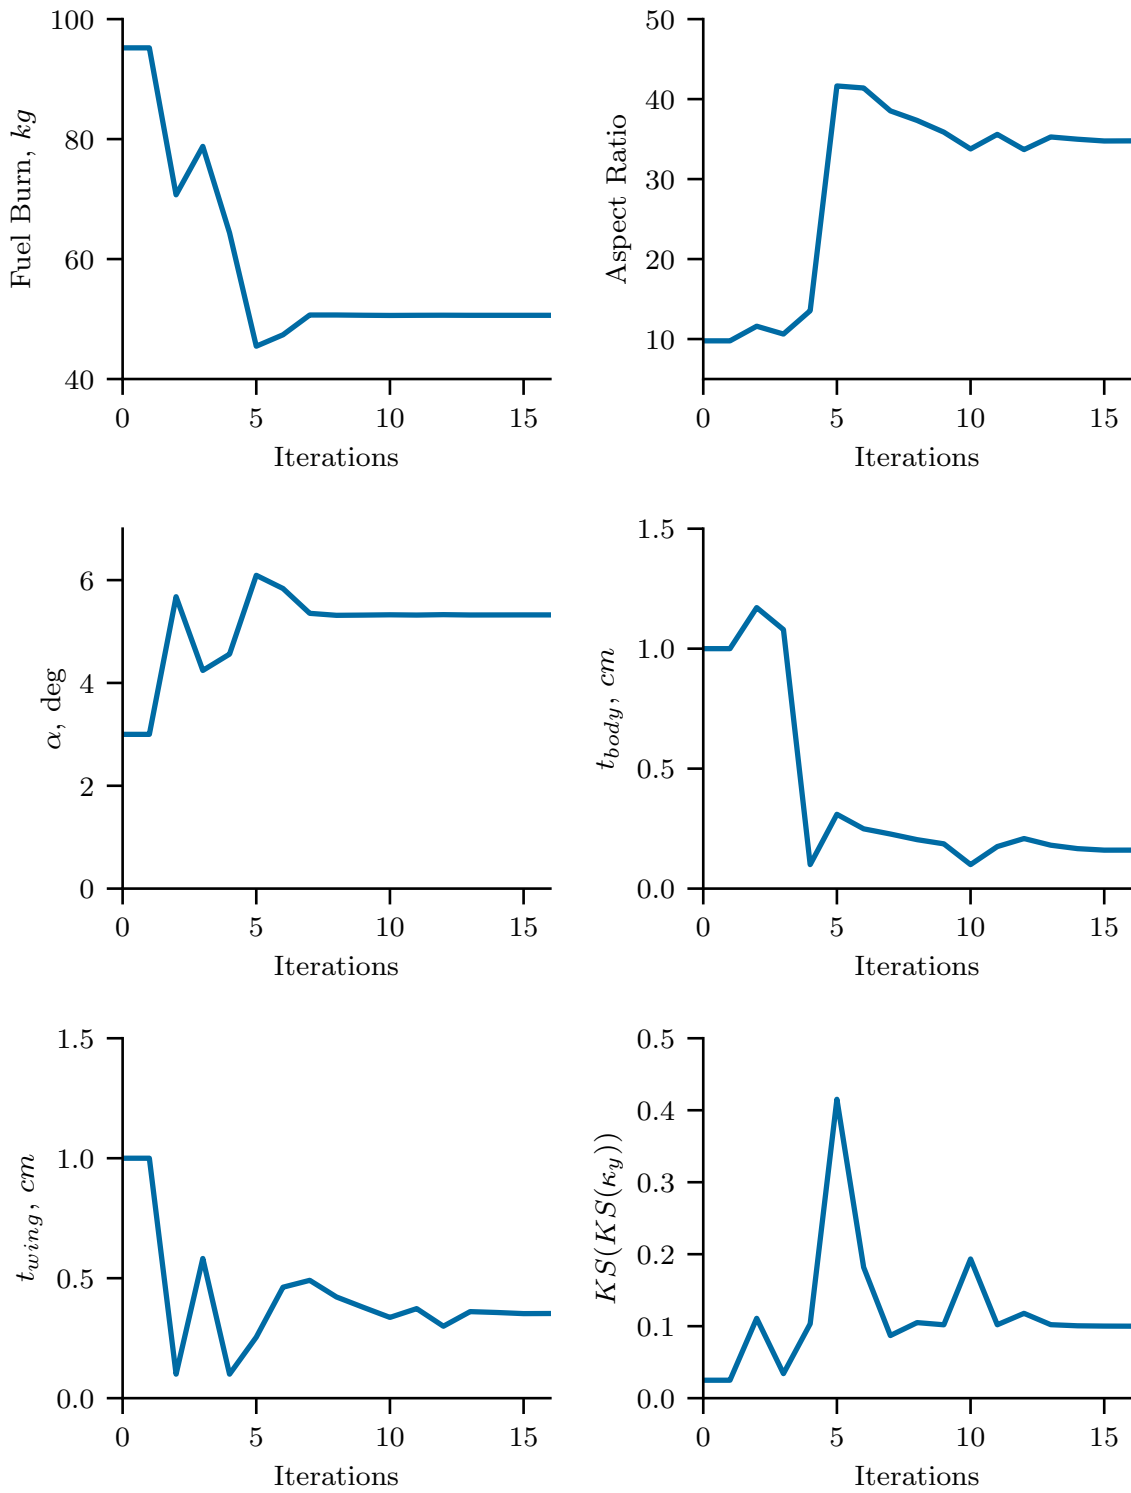 Fuel Burn, kg
100
80
60
40
0 5 10 15
Iterations
Aspect Ratio
50
40
30
20
10
0 5 10 15
Iterations
α, deg
6
4
2
0
0 5 10 15
Iterations
t_body, cm
1.5
1.0
0.5
0.0
0 5 10 15
Iterations
t_wing, cm
1.5
1.0
0.5
0.0
0 5 10 15
Iterations
KS(KS(κ_y))
0.5
0.4
0.3
0.2
0.1
0.0
0 5 10 15
Iterations